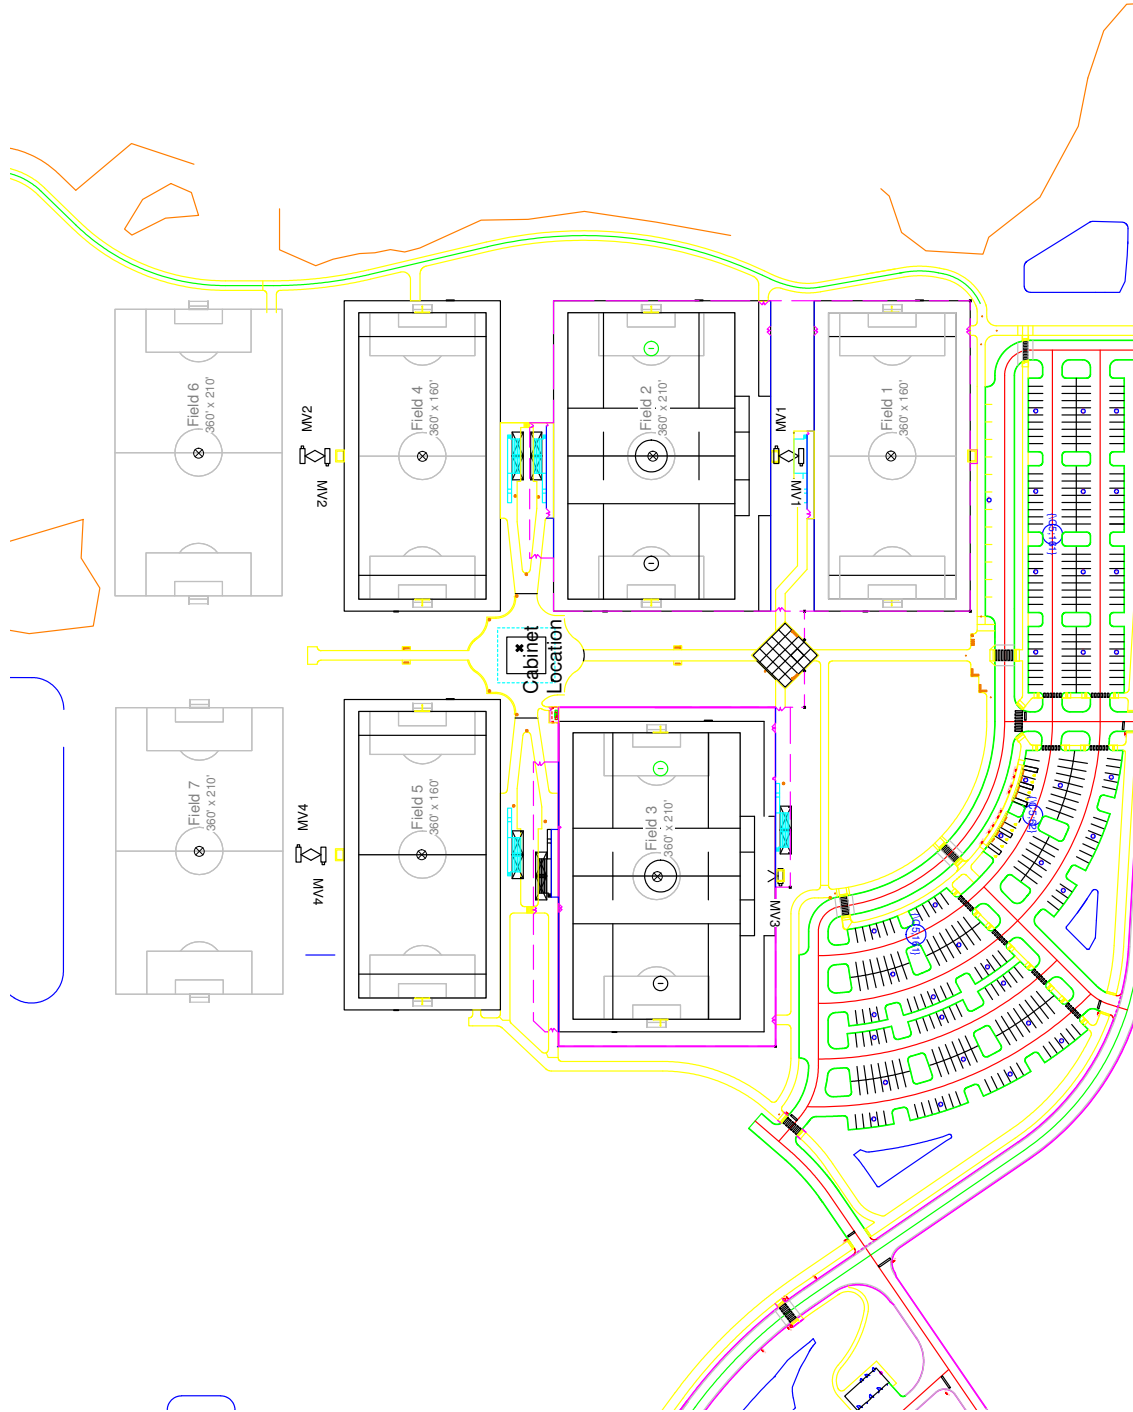 Field 6
360' x 210'
MV2
MV2
Field 4
360' x 160'
Field 2
360' x 210'
MV1
MV1
Field 1
360' x 160'
Cabinet
Location
Field 7
360' x 210'
MV4
MV4
Field 5
360' x 160'
Field 3
360' x 210'
MV3